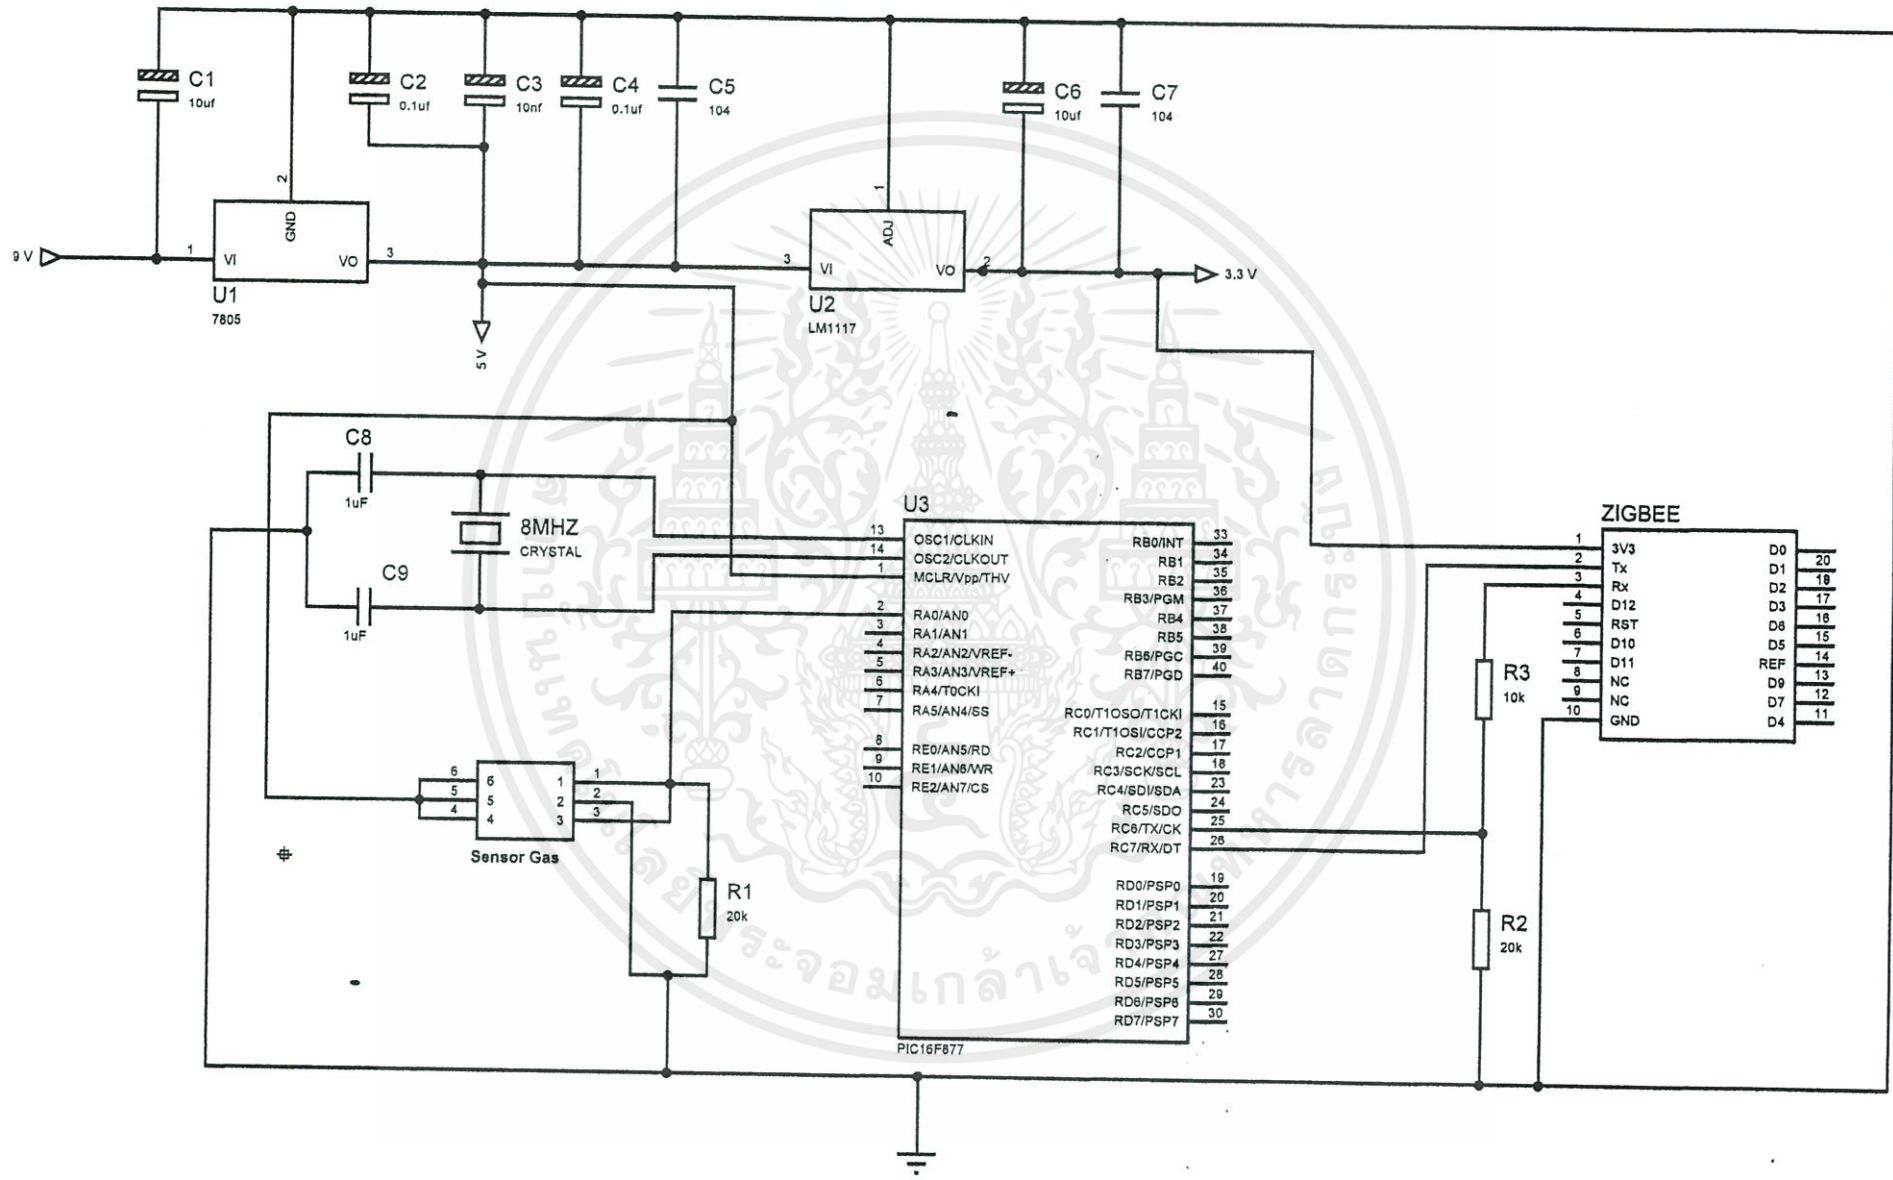 C1
10uf
C2
0.1uf
C3
10nf
C4
0.1uf
C5
104
C6
10uf
C7
104
2
GND
1
ADJ
9 V
1
VI
VO
3
U1
7805
3
VI
VO
2
U2
LM1117
3.3 V
5 V
C8
1uF
8MHZ
CRYSTAL
C9
1uF
U3
13 OSC1/CLKIN
14 OSC2/CLKOUT
1 MCLR/Vpp/THV
2 RA0/AN0
3 RA1/AN1
4 RA2/AN2/VREF-
5 RA3/AN3/VREF+
6 RA4/T0CKI
7 RA5/AN4/SS
8 RE0/AN5/RD
9 RE1/AN6/WR
10 RE2/AN7/CS
RB0/INT 33
RB1 34
RB2 35
RB3/PGM 36
RB4 37
RB5 38
RB6/PGC 39
RB7/PGD 40
RC0/T1OSO/T1CKI 15
RC1/T1OSI/CCP2 16
RC2/CCP1 17
RC3/SCK/SCL 18
RC4/SDI/SDA 23
RC5/SDO 24
RC6/TX/CK 25
RC7/RX/DT 26
RD0/PSP0 19
RD1/PSP1 20
RD2/PSP2 21
RD3/PSP3 22
RD4/PSP4 27
RD5/PSP5 28
RD6/PSP6 29
RD7/PSP7 30
PIC16F877
6 6 1 1
5 5 2 2
4 4 3 3
Sensor Gas
R1
20k
ZIGBEE
1 3V3
2 Tx
3 Rx
4 D12
5 RST
6 D10
7 D11
8 NC
9 NC
10 GND
D0 20
D1 19
D2 18
D3 17
D6 16
D5 15
REF 14
D9 13
D7 12
D4 11
R3
10k
R2
20k